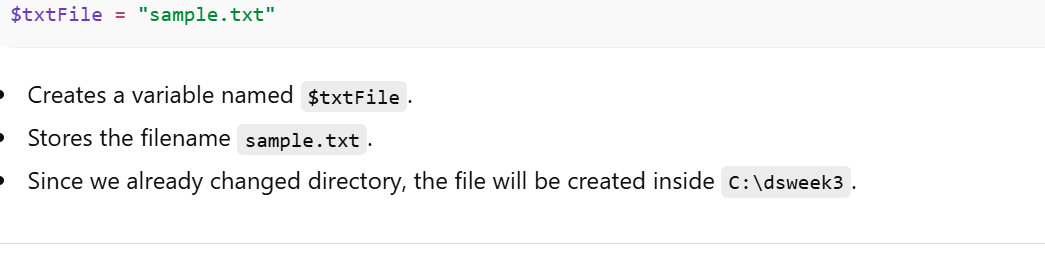 $txtFile = "sample.txt"
• Creates a variable named $txtFile.
• Stores the filename sample.txt.
• Since we already changed directory, the file will be created inside C:\dsweek3.